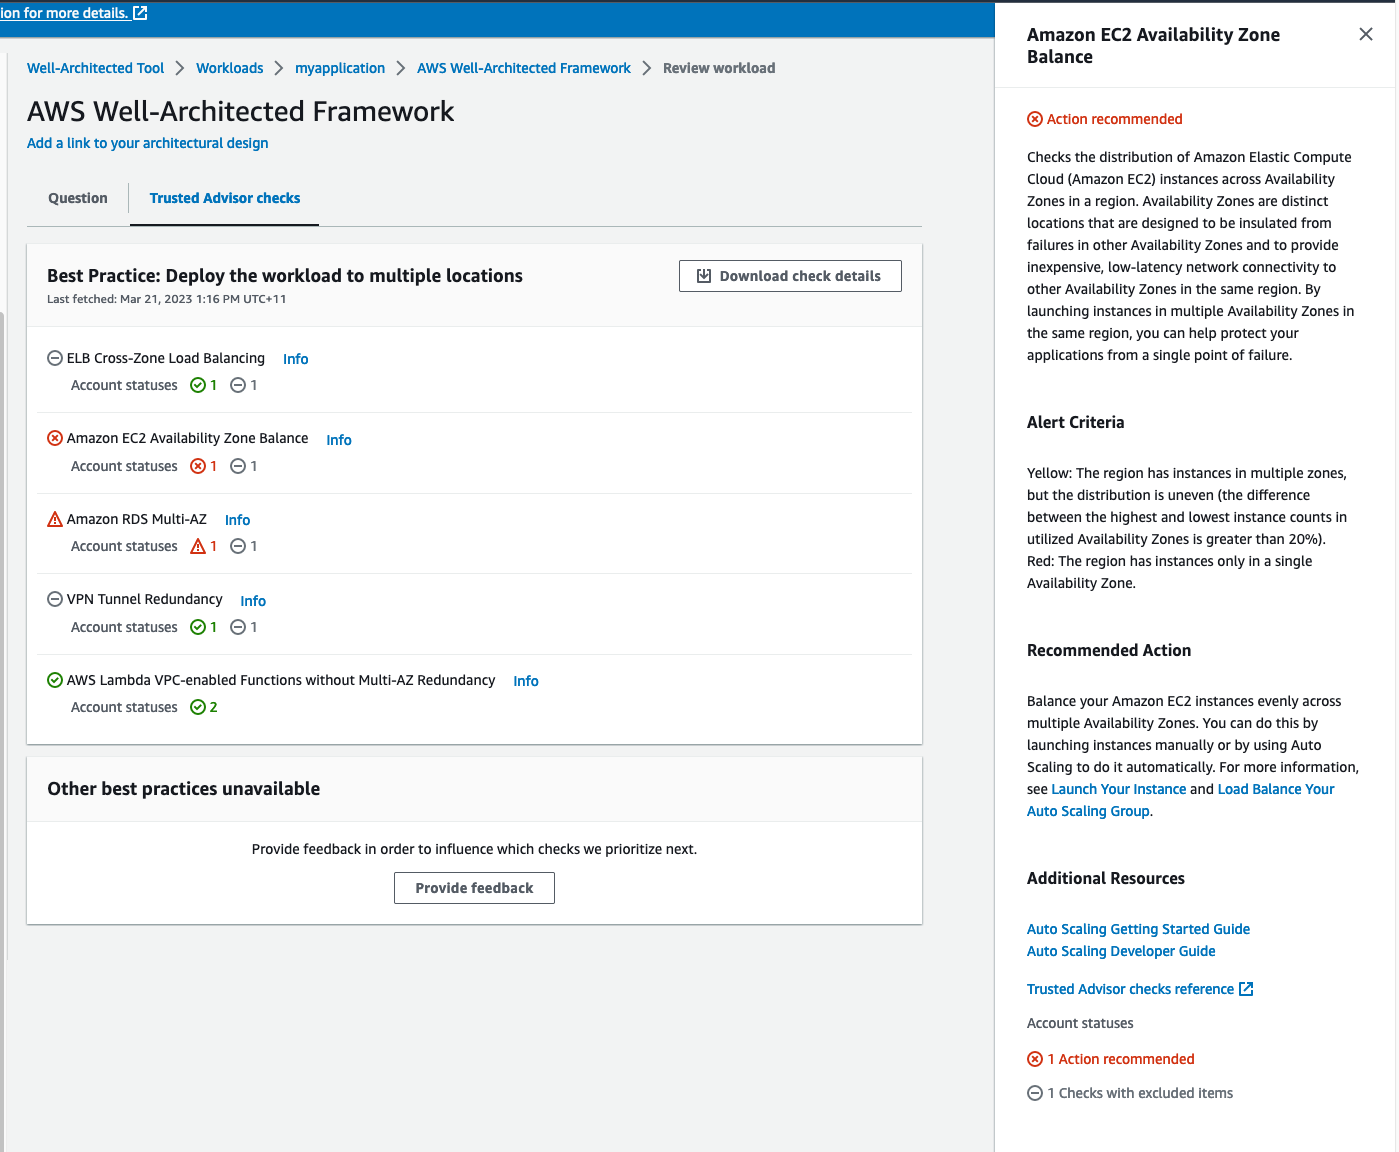 ion for more details.
Well-Architected Tool > Workloads > myapplication > AWS Well-Architected Framework > Review workload
AWS Well-Architected Framework
Add a link to your architectural design
Question
Trusted Advisor checks
Best Practice: Deploy the workload to multiple locations
Download check details
Last fetched: Mar 21, 2023 1:16 PM UTC+11
ELB Cross-Zone Load Balancing Info
Account statuses 1 1
Amazon EC2 Availability Zone Balance Info
Account statuses 1 1
Amazon RDS Multi-AZ Info
Account statuses 1 1
VPN Tunnel Redundancy Info
Account statuses 1 1
AWS Lambda VPC-enabled Functions without Multi-AZ Redundancy Info
Account statuses 2
Other best practices unavailable
Provide feedback in order to influence which checks we prioritize next.
Provide feedback
Amazon EC2 Availability Zone
Balance
Action recommended
Checks the distribution of Amazon Elastic Compute
Cloud (Amazon EC2) instances across Availability
Zones in a region. Availability Zones are distinct
locations that are designed to be insulated from
failures in other Availability Zones and to provide
inexpensive, low-latency network connectivity to
other Availability Zones in the same region. By
launching instances in multiple Availability Zones in
the same region, you can help protect your
applications from a single point of failure.
Alert Criteria
Yellow: The region has instances in multiple zones,
but the distribution is uneven (the difference
between the highest and lowest instance counts in
utilized Availability Zones is greater than 20%).
Red: The region has instances only in a single
Availability Zone.
Recommended Action
Balance your Amazon EC2 instances evenly across
multiple Availability Zones. You can do this by
launching instances manually or by using Auto
Scaling to do it automatically. For more information,
see Launch Your Instance and Load Balance Your
Auto Scaling Group.
Additional Resources
Auto Scaling Getting Started Guide
Auto Scaling Developer Guide
Trusted Advisor checks reference
Account statuses
1 Action recommended
1 Checks with excluded items